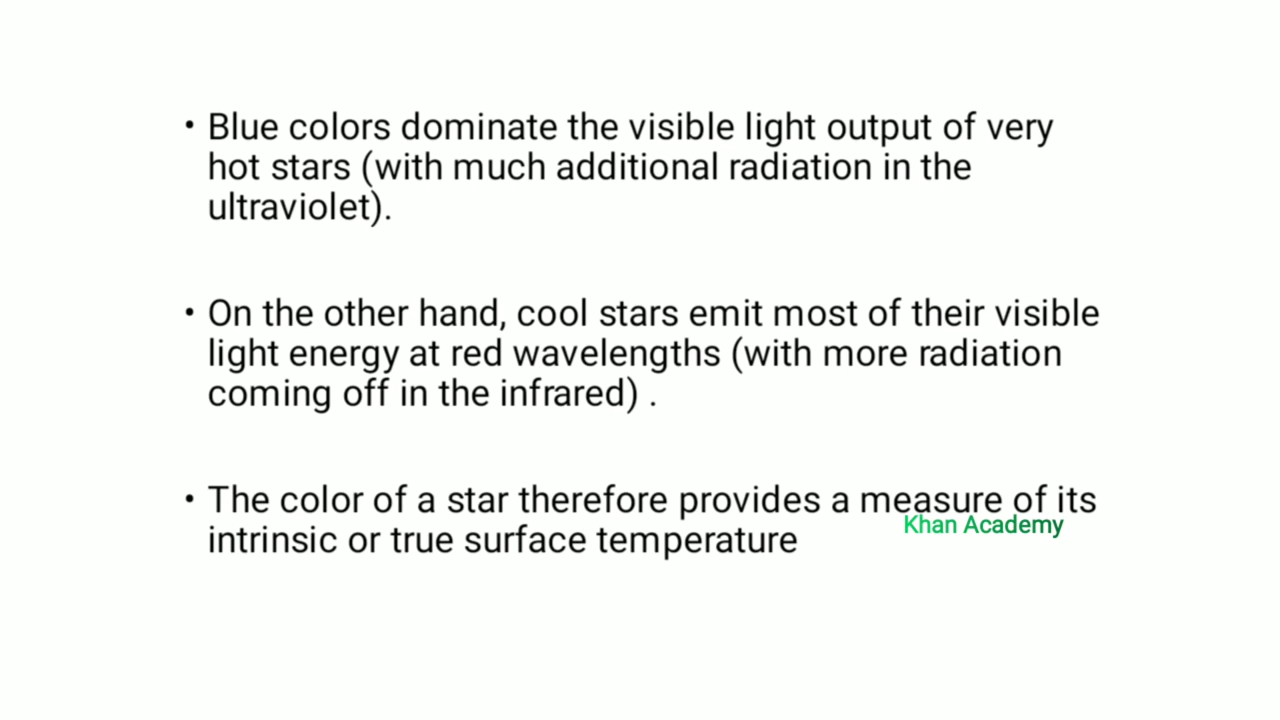 • Blue colors dominate the visible light output of very
hot stars (with much additional radiation in the
ultraviolet).
• On the other hand, cool stars emit most of their visible
light energy at red wavelengths (with more radiation
coming off in the infrared) .
• The color of a star therefore provides a measure of its
Khan Academy
intrinsic or true surface temperature